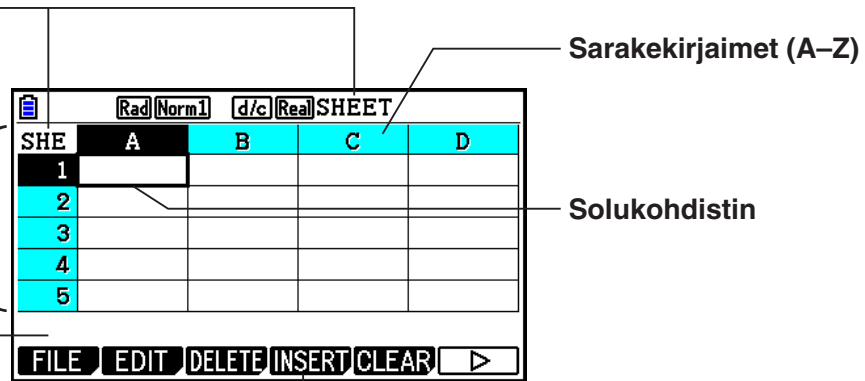 Sarakekirjaimet (A–Z)
Rad Norm1 d/c Real SHEET
SHE A B C D
1
2
Solukohdistin
3
4
5
FILE EDIT DELETE INSERT CLEAR ▷